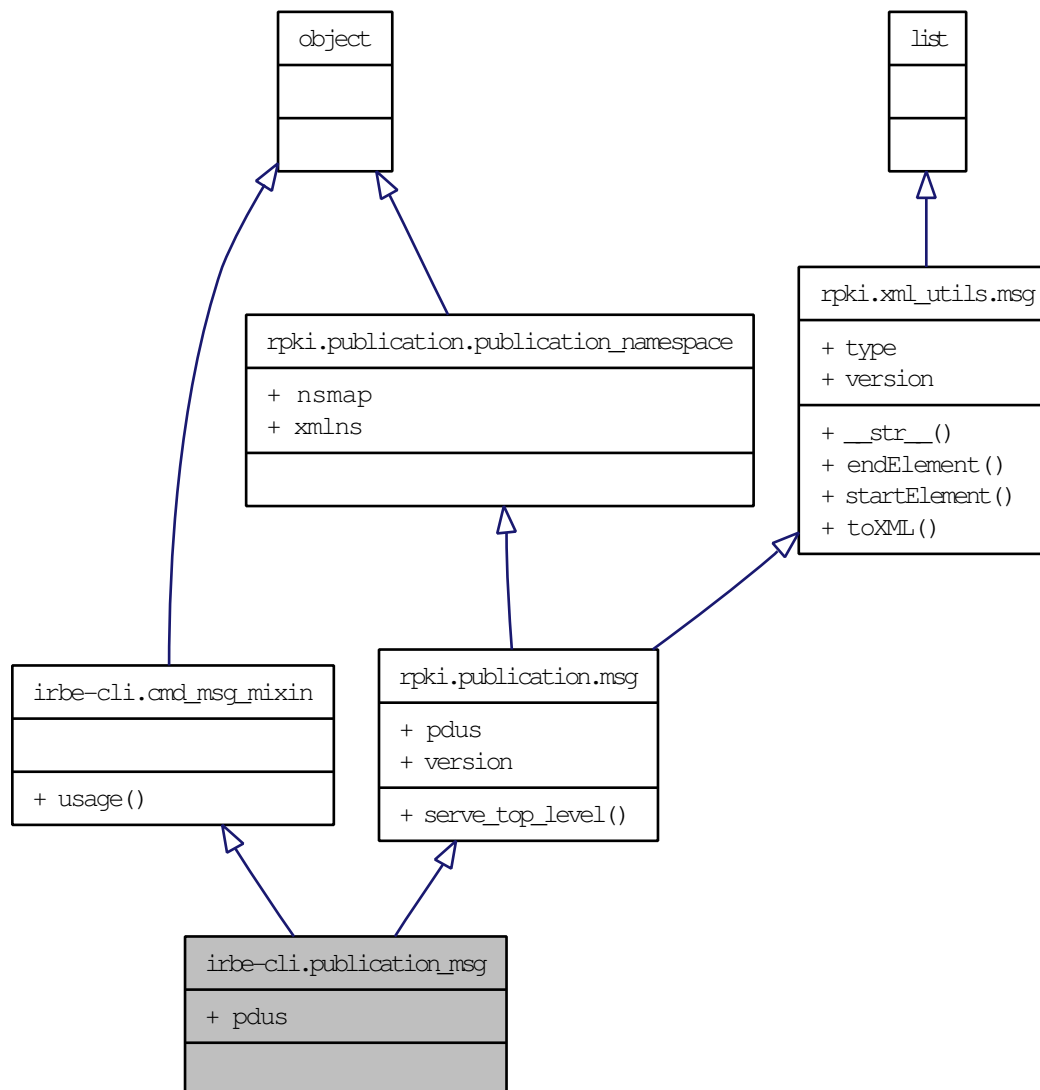 object
list
rpki.xml_utils.msg
+ type
+ version
+ __str__()
+ endElement()
+ startElement()
+ toXML()
rpki.publication.publication_namespace
+ nsmap
+ xmlns
irbe-cli.cmd_msg_mixin
+ usage()
rpki.publication.msg
+ pdus
+ version
+ serve_top_level()
irbe-cli.publication_msg
+ pdus